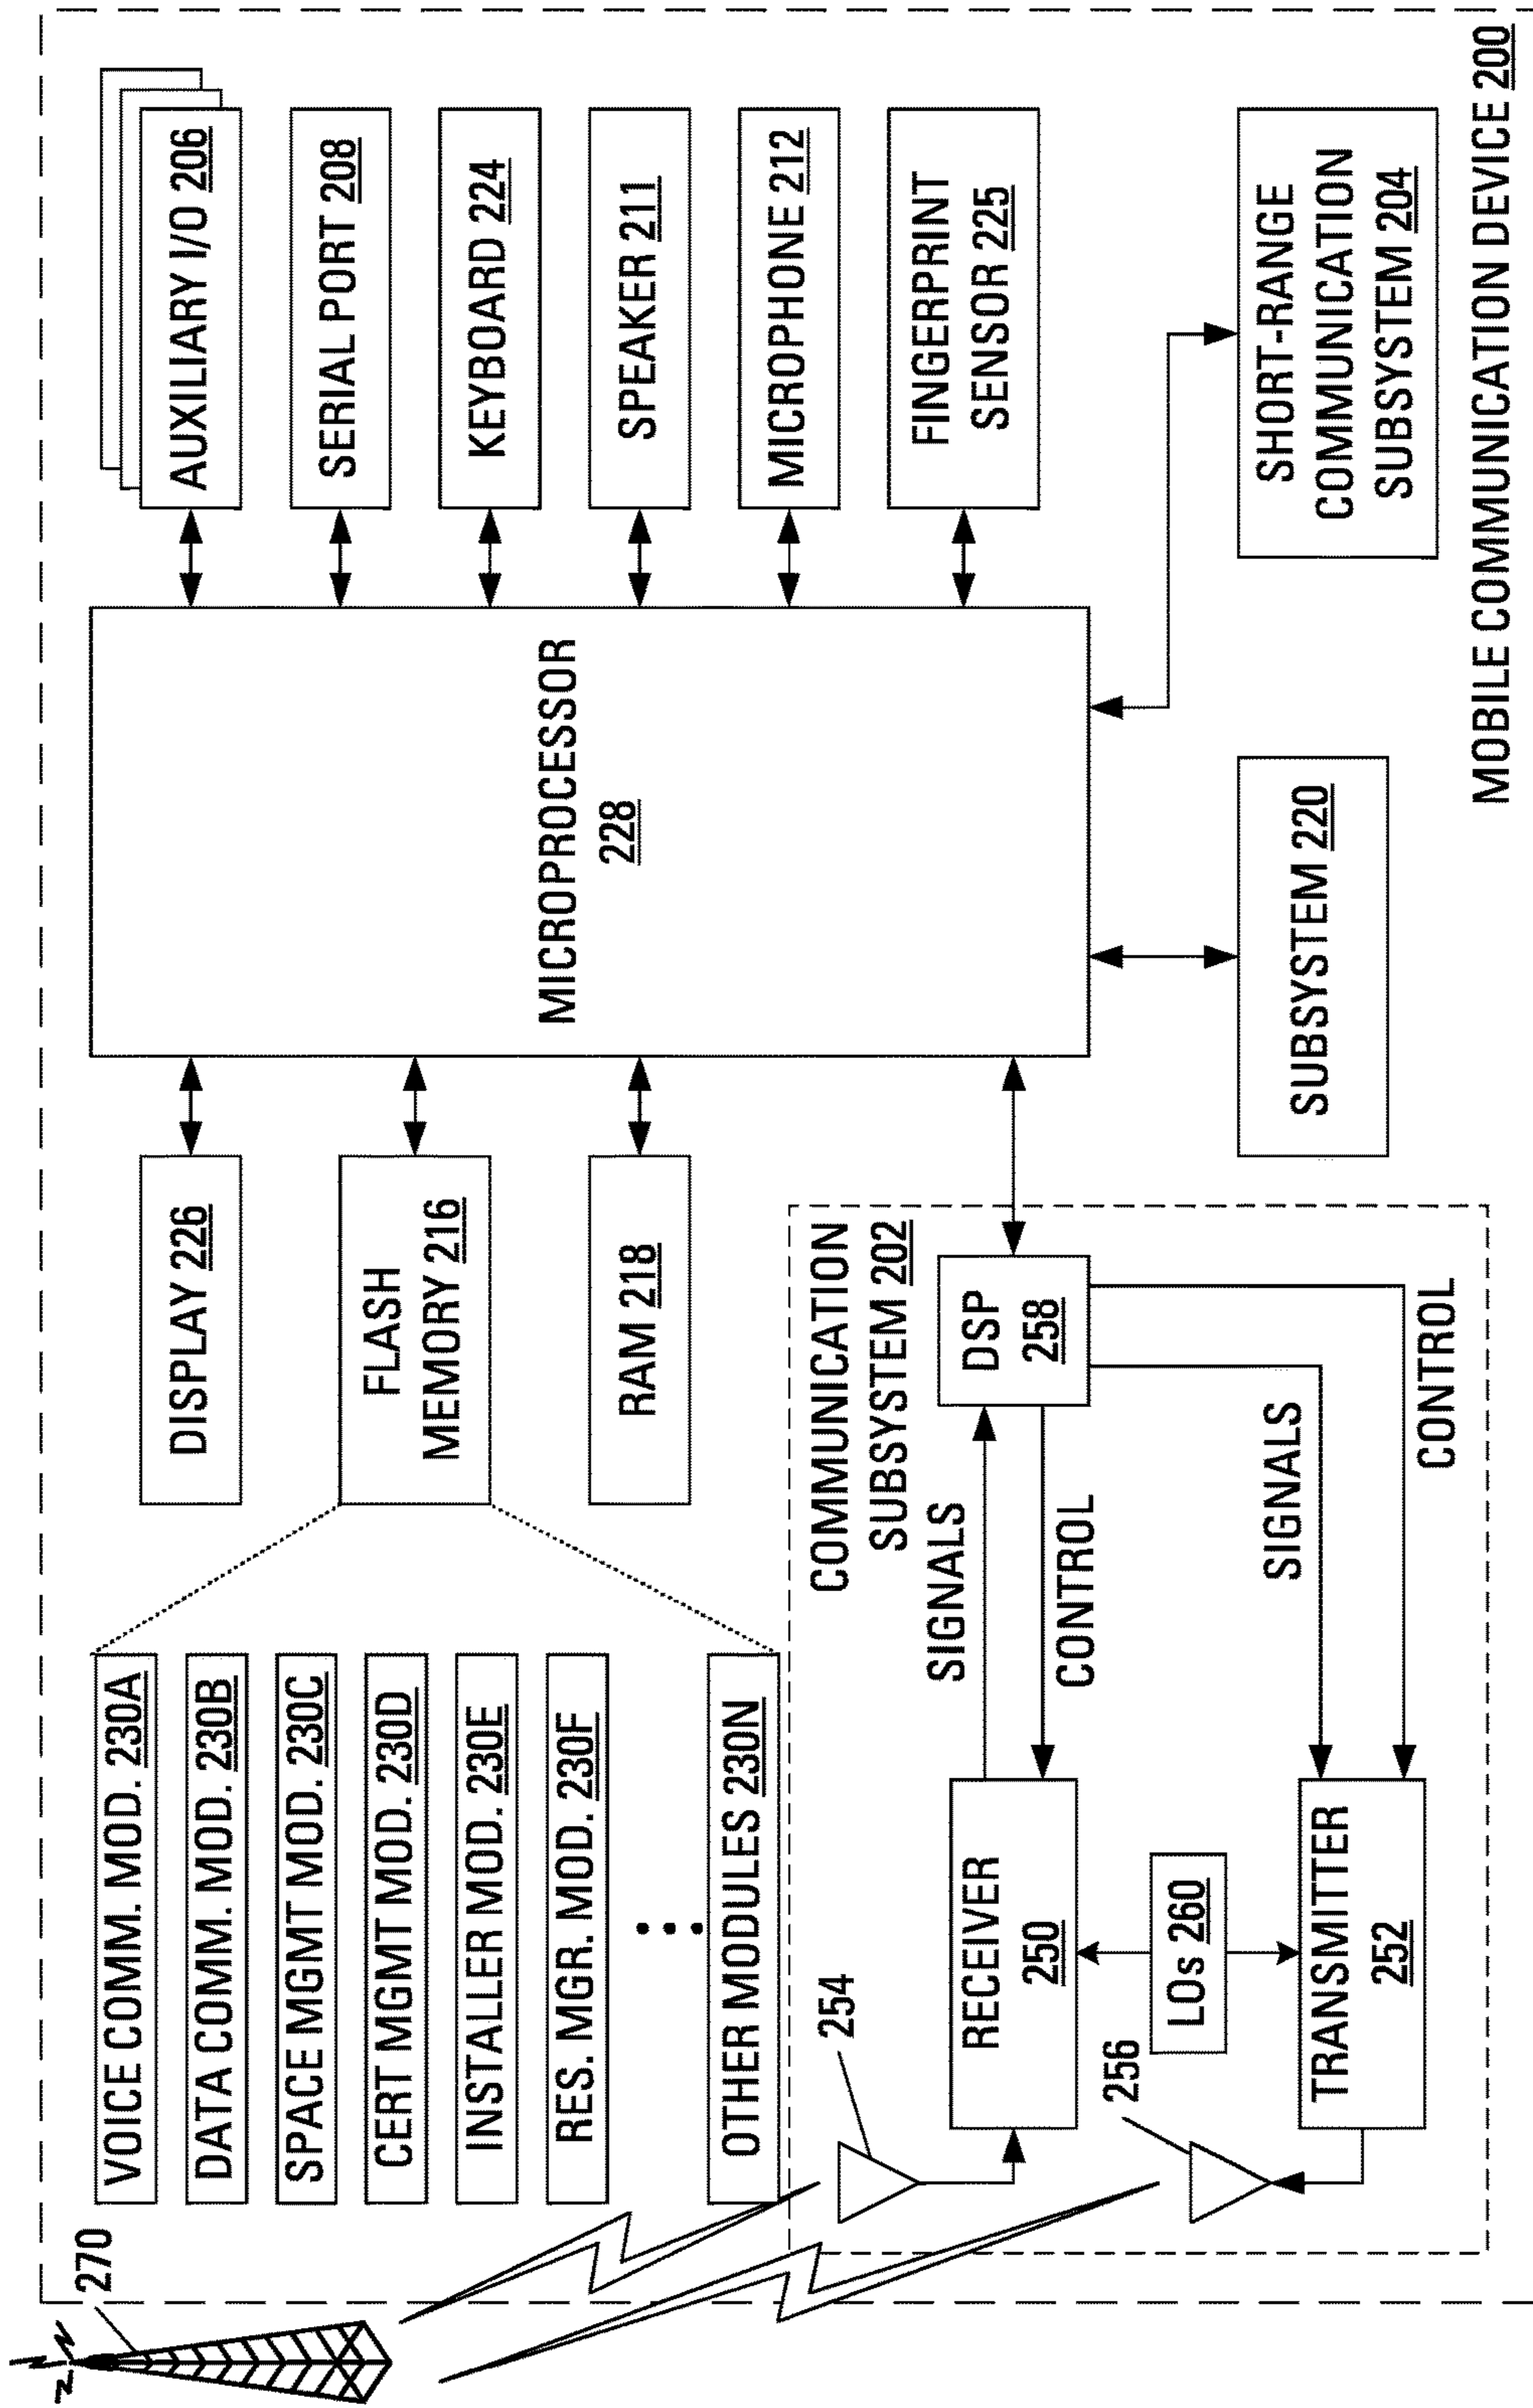 270
VOICE COMM. MOD. 230A
DATA COMM. MOD. 230B
SPACE MGMT MOD. 230C
CERT MGMT MOD. 230D
INSTALLER MOD. 230E
RES. MGR. MOD. 230F
OTHER MODULES 230N
DISPLAY 226
FLASH
MEMORY 216
RAM 218
MICROPROCESSOR
228
AUXILIARY I/O 206
SERIAL PORT 208
KEYBOARD 224
SPEAKER 211
MICROPHONE 212
FINGERPRINT
SENSOR 225
COMMUNICATION
SUBSYSTEM 202
254
RECEIVER
250
SIGNALS
CONTROL
DSP
258
256
LOs 260
TRANSMITTER
252
SIGNALS
CONTROL
SUBSYSTEM 220
SHORT-RANGE
COMMUNICATION
SUBSYSTEM 204
MOBILE COMMUNICATION DEVICE 200